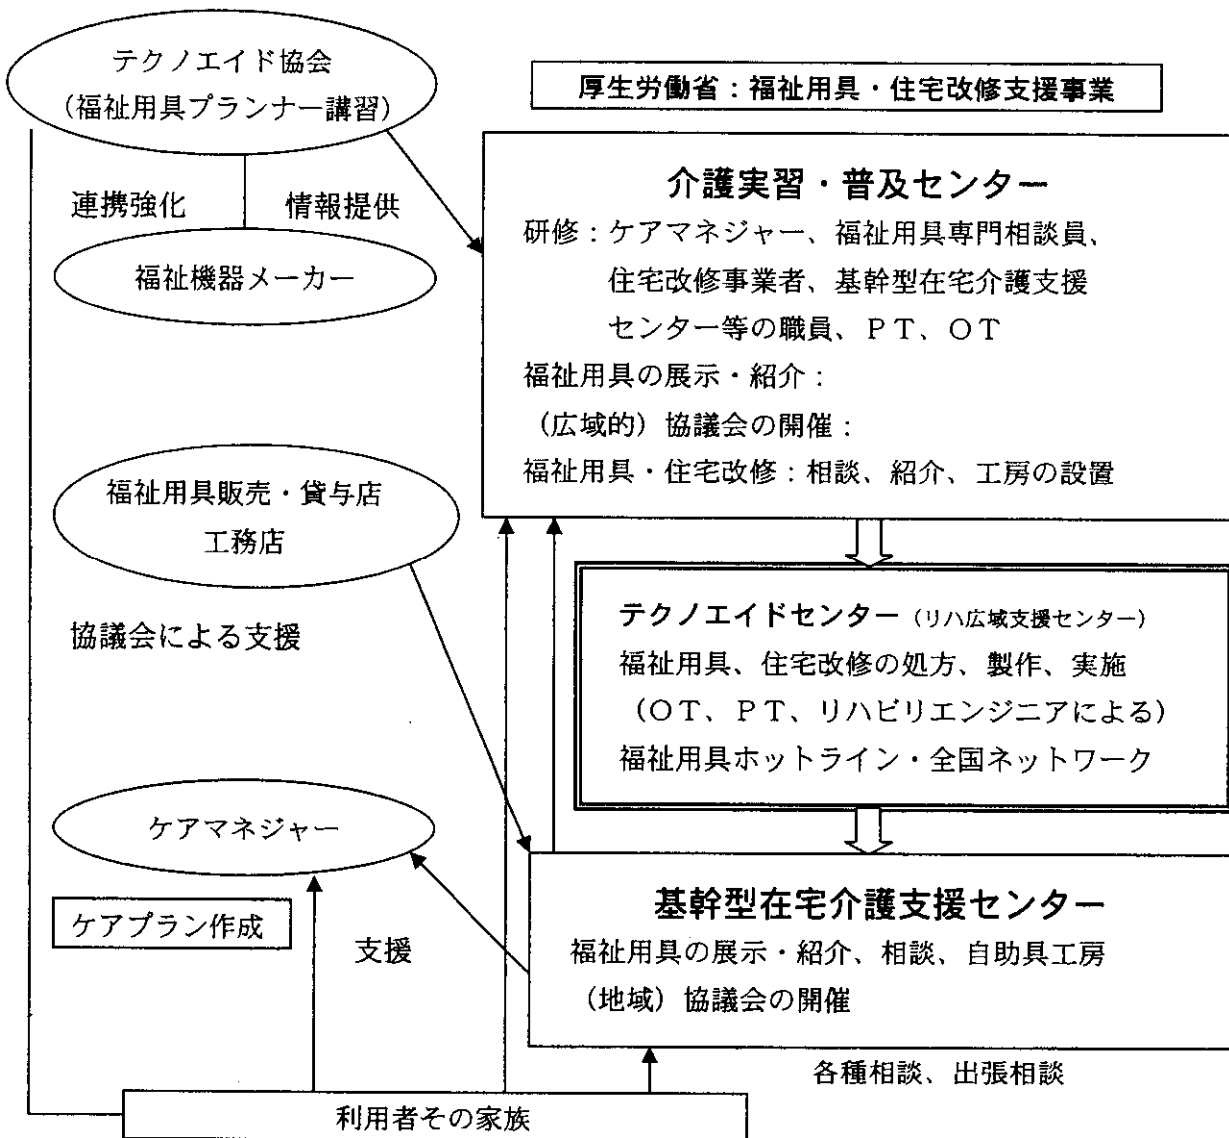 テクノエイド協会
（福祉用具プランナー講習）
厚生労働省：福祉用具・住宅改修支援事業
連携強化
情報提供
福祉機器メーカー
介護実習・普及センター
研修：ケアマネジャー、福祉用具専門相談員、
住宅改修事業者、基幹型在宅介護支援
センター等の職員、ＰＴ、ＯＴ
福祉用具の展示・紹介：
（広域的）協議会の開催：
福祉用具・住宅改修：相談、紹介、工房の設置
福祉用具販売・貸与店
工務店
協議会による支援
テクノエイドセンター（リハ広域支援センター）
福祉用具、住宅改修の処方、製作、実施
（ＯＴ、ＰＴ、リハビリエンジニアによる）
福祉用具ホットライン・全国ネットワーク
ケアマネジャー
ケアプラン作成
支援
基幹型在宅介護支援センター
福祉用具の展示・紹介、相談、自助具工房
（地域）協議会の開催
各種相談、出張相談
利用者その家族